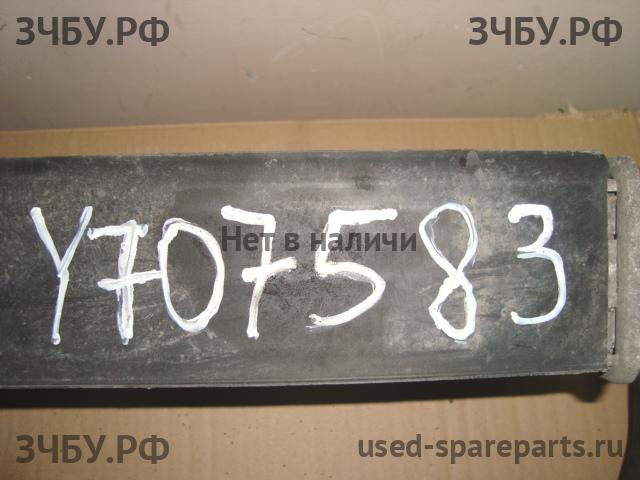 ЗЧБУ.РФ ЗЧБУ.РФ
Y707583
Нет в наличи
ЗЧБУ.РФ used-spareparts.ru